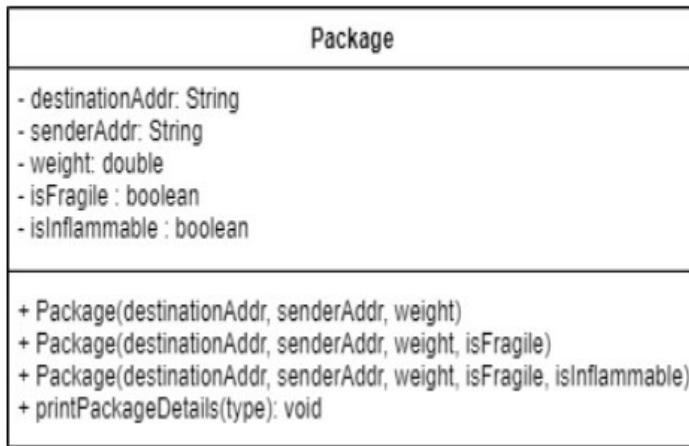 Package
- destinationAddr: String
- senderAddr: String
- weight: double
- isFragile : boolean
- isInflammable : boolean
+ Package(destinationAddr, senderAddr, weight)
+ Package(destinationAddr, senderAddr, weight, isFragile)
+ Package(destinationAddr, senderAddr, weight, isFragile, isInflammable)
+ printPackageDetails(type): void